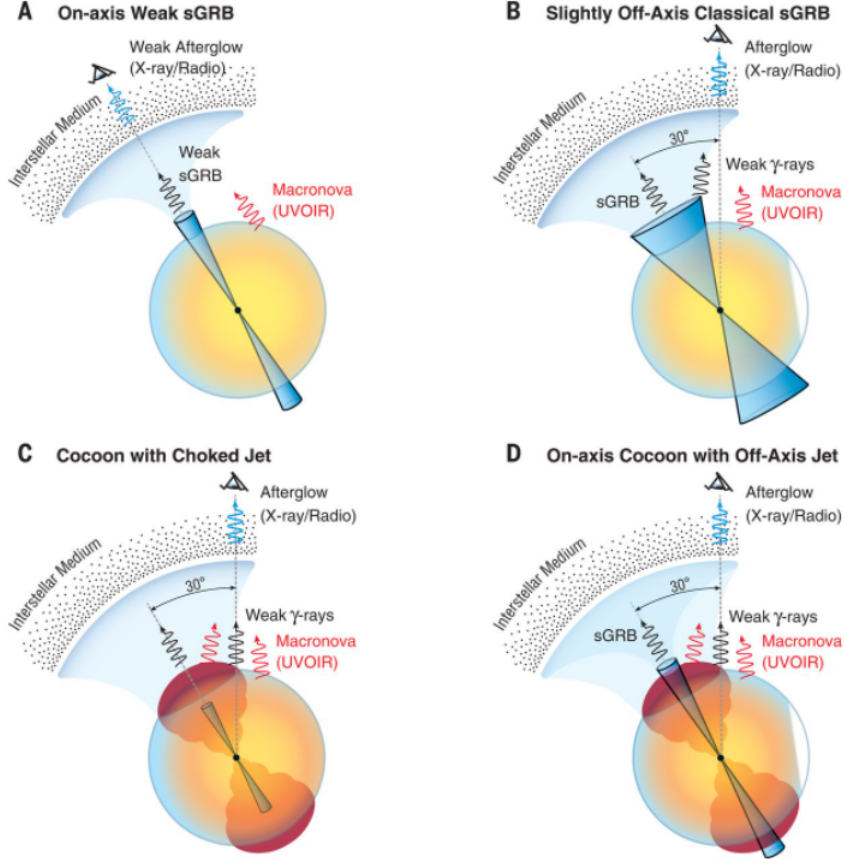 A On-axis Weak sGRB
Weak Afterglow
(X-ray/Radio)
Interstellar Medium
Weak
sGRB
Macronova
(UVOIR)
B Slightly Off-Axis Classical sGRB
Afterglow
(X-ray/Radio)
Interstellar Medium
30°
Weak γ-rays
sGRB
Macronova
(UVOIR)
C Cocoon with Choked Jet
Afterglow
(X-ray/Radio)
Interstellar Medium
30°
Weak γ-rays
Macronova
(UVOIR)
D On-axis Cocoon with Off-Axis Jet
Afterglow
(X-ray/Radio)
Interstellar Medium
30°
Weak γ-rays
sGRB
Macronova
(UVOIR)